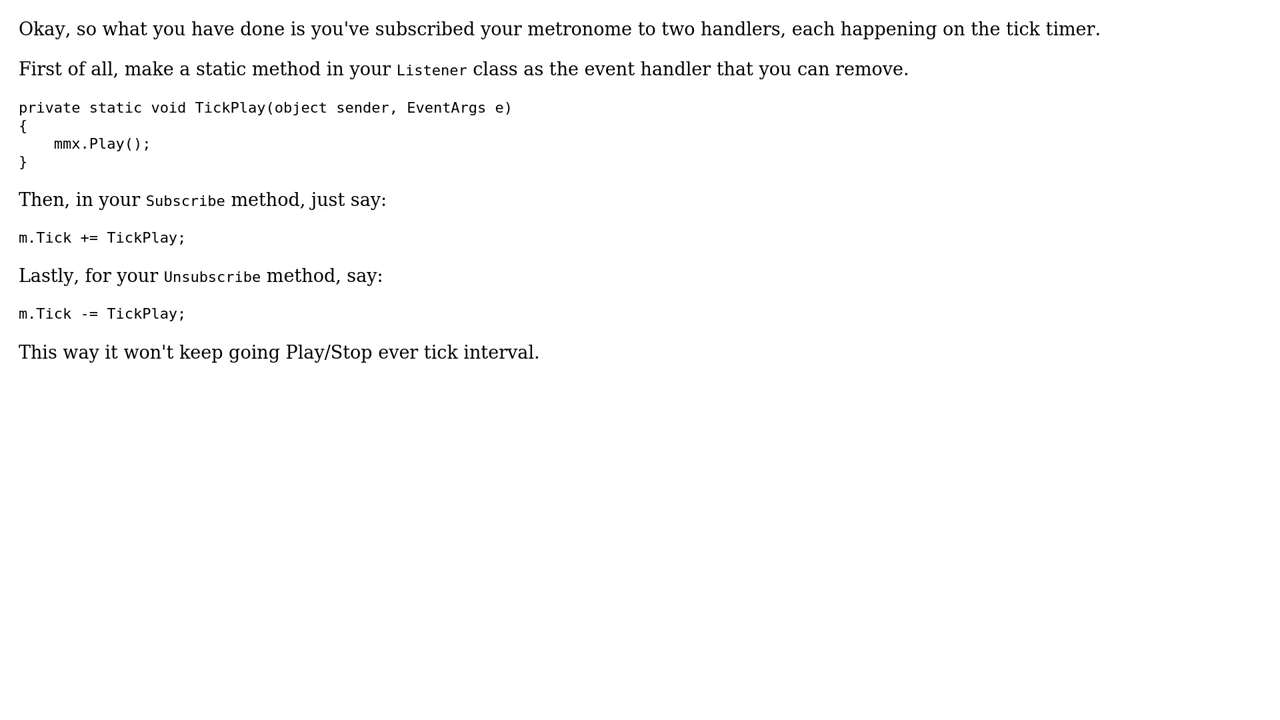 Okay, so what you have done is you've subscribed your metronome to two handlers, each happening on the tick timer.
First of all, make a static method in your Listener class as the event handler that you can remove.
private static void TickPlay(object sender, EventArgs e)
{
    mmx.Play();
}
Then, in your Subscribe method, just say:
m.Tick += TickPlay;
Lastly, for your Unsubscribe method, say:
m.Tick -= TickPlay;
This way it won't keep going Play/Stop ever tick interval.